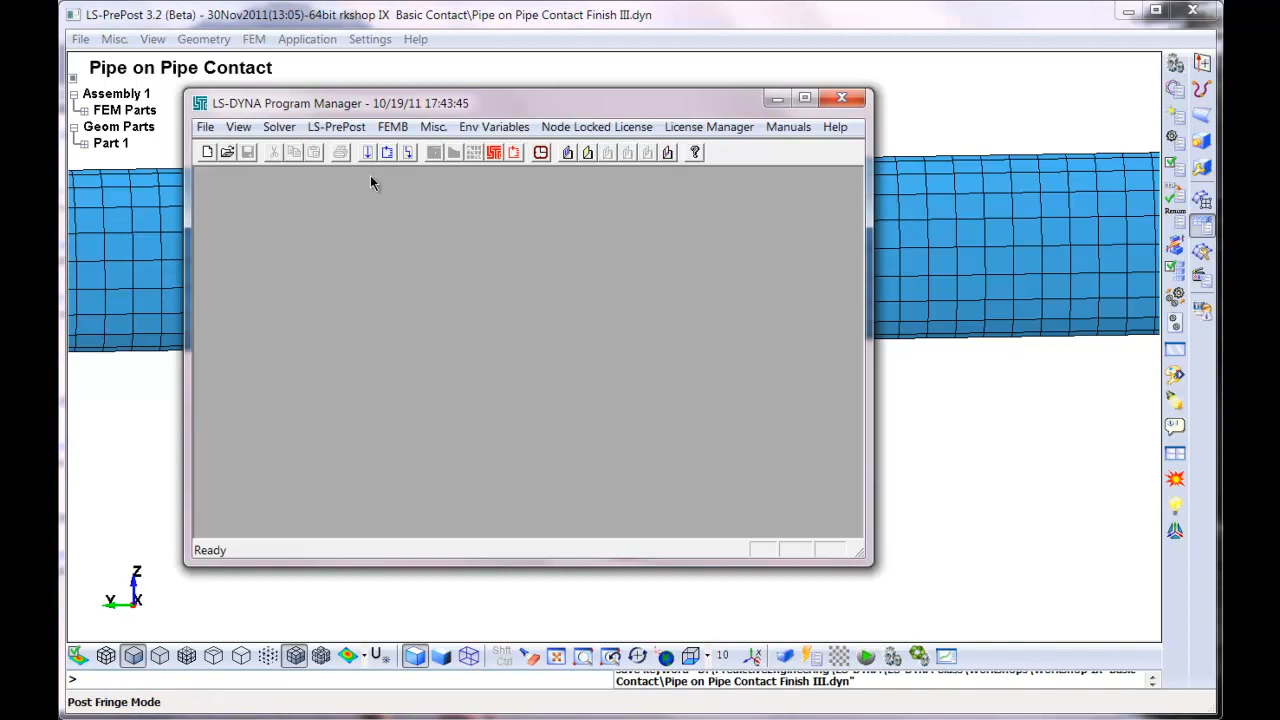 LS-PrePost 3.2 (Beta) - 30Nov2011(13:05)-64bit rkshop IX  Basic Contact\Pipe on Pipe Contact Finish III.dyn
File Misc. View Geometry FEM Application Settings Help
Pipe on Pipe Contact
Assembly 1
FEM Parts
Geom Parts
Part 1
LS-DYNA Program Manager - 10/19/11 17:43:45
File View Solver LS-PrePost FEMB Misc. Env Variables Node Locked License License Manager Manuals Help
Renum
Ready
Z
Y X
Shft
Ctrl
10
>
Contact\Pipe on Pipe Contact Finish III.dyn"
Post Fringe Mode